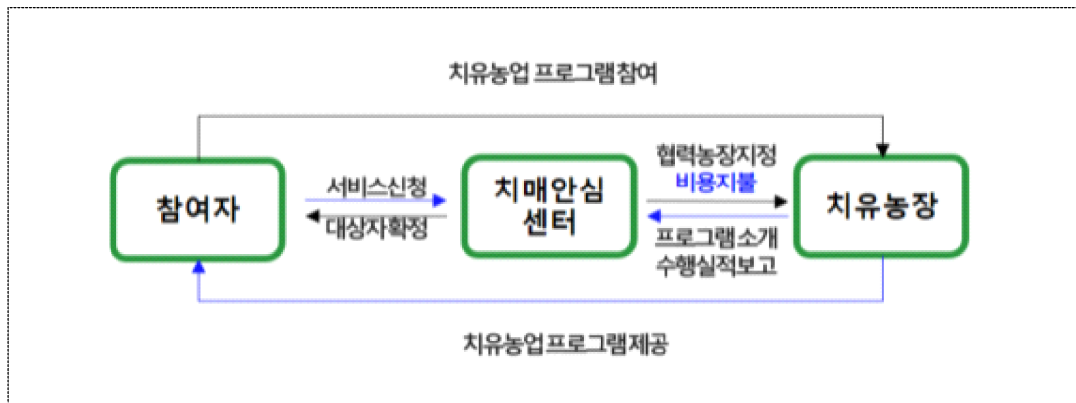 치유농업 프로그램 참여
참여자
서비스신청
대상자확정
치매안심
센터
협력농장지정
비용지불
프로그램 소개
수행실적보고
치유농장
치유농업 프로그램 제공